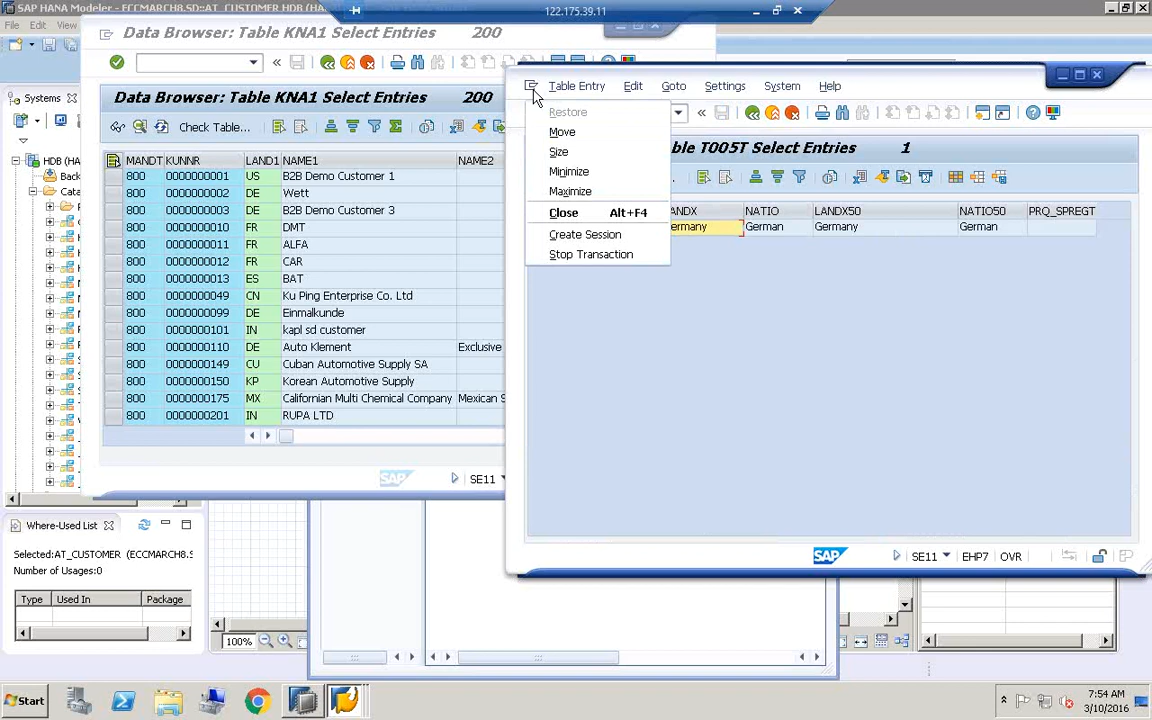 SAP HANA Modeler - ECCMARCH8.SD::AT_CUSTOMER HDB (
File Edit View
Data Browser: Table KNA1 Select Entries 200
122.175.39.11
Systems
HDB (HA
Back
Cata
Data Browser: Table KNA1 Select Entries 200
Check Table...
MANDT KUNNR LAND1 NAME1 NAME2
800 0000000001 US B2B Demo Customer 1
800 0000000002 DE Wett
800 0000000003 DE B2B Demo Customer 3
800 0000000010 FR DMT
800 0000000011 FR ALFA
800 0000000012 FR CAR
800 0000000013 ES BAT
800 0000000049 CN Ku Ping Enterprise Co. Ltd
800 0000000099 DE Einmalkunde
800 0000000101 IN kapl sd customer
800 0000000110 DE Auto Klement Exclusive
800 0000000149 CU Cuban Automotive Supply SA
800 0000000150 KP Korean Automotive Supply
800 0000000175 MX Californian Multi Chemical Company Mexican S
800 0000000201 IN RUPA LTD
SAP SE11
Table Entry Edit Goto Settings System Help
Restore
Move
Size
Minimize
Maximize
Close Alt+F4
Create Session
Stop Transaction
ble T005T Select Entries 1
ANDX NATIO LANDX50 NATIO50 PRQ_SPREGT
ermany German Germany German
SAP SE11 EHP7 OVR
Where-Used List
Selected:AT_CUSTOMER (ECCMARCH8.S
Number of Usages:0
Type Used In Package
100%
Start
7:54 AM
3/10/2016